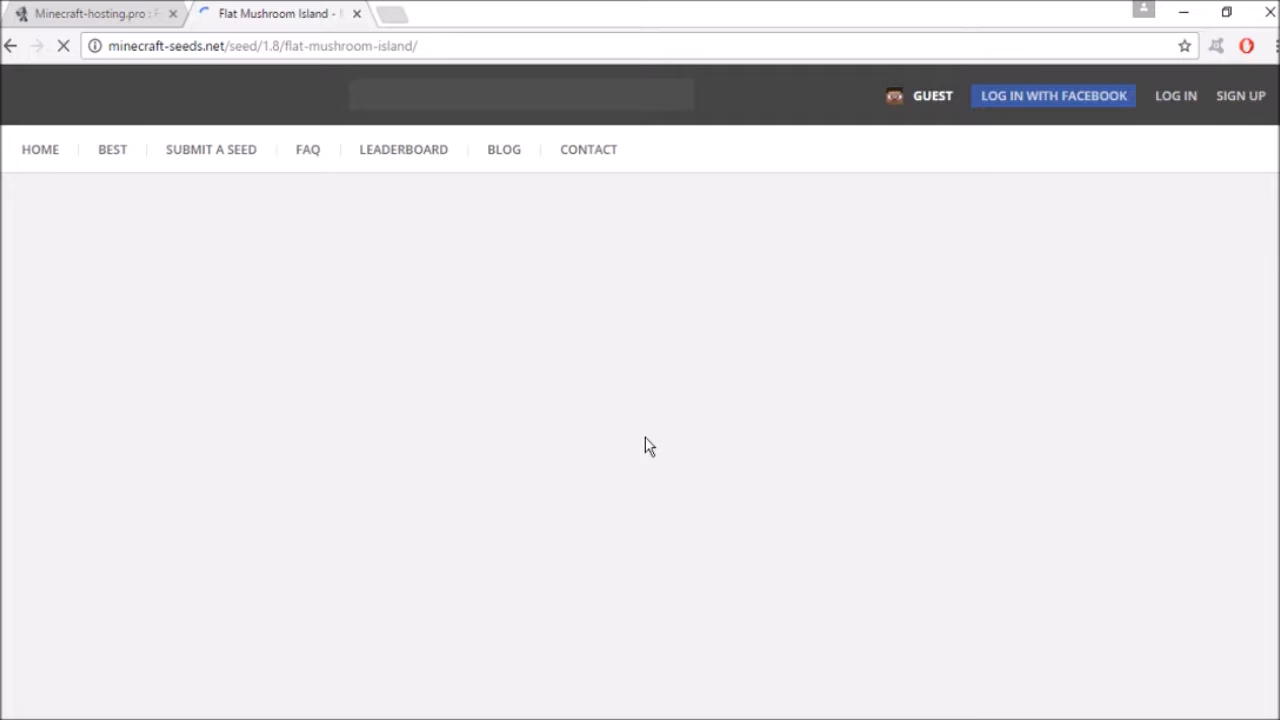 Minecraft-hosting.pro :
Flat Mushroom Island -
minecraft-seeds.net/seed/1.8/flat-mushroom-island/
GUEST
LOG IN WITH FACEBOOK
LOG IN
SIGN UP
HOME
BEST
SUBMIT A SEED
FAQ
LEADERBOARD
BLOG
CONTACT